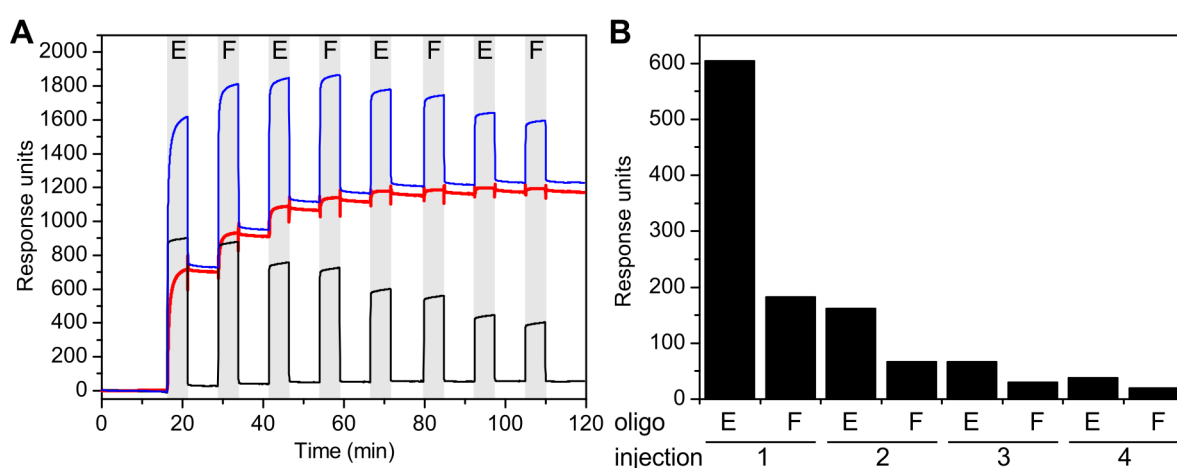 A
E F E F E F E F
2000
1800
1600
1400
1200
1000
800
600
400
200
0
Response units
0 20 40 60 80 100 120
Time (min)
B
600
500
400
300
200
100
0
Response units
oligo E F E F E F E F
injection 1 2 3 4